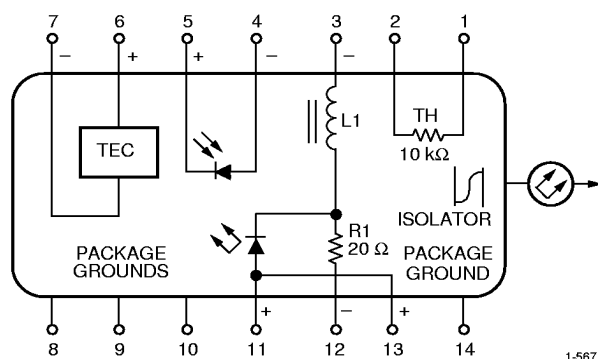 7 6 5 4 3 2 1
– + + – –
TEC
L1
TH
10 kΩ
ISOLATOR
R1
20 Ω
PACKAGE
GROUNDS
PACKAGE
GROUND
+ – +
8 9 10 11 12 13 14
1-567